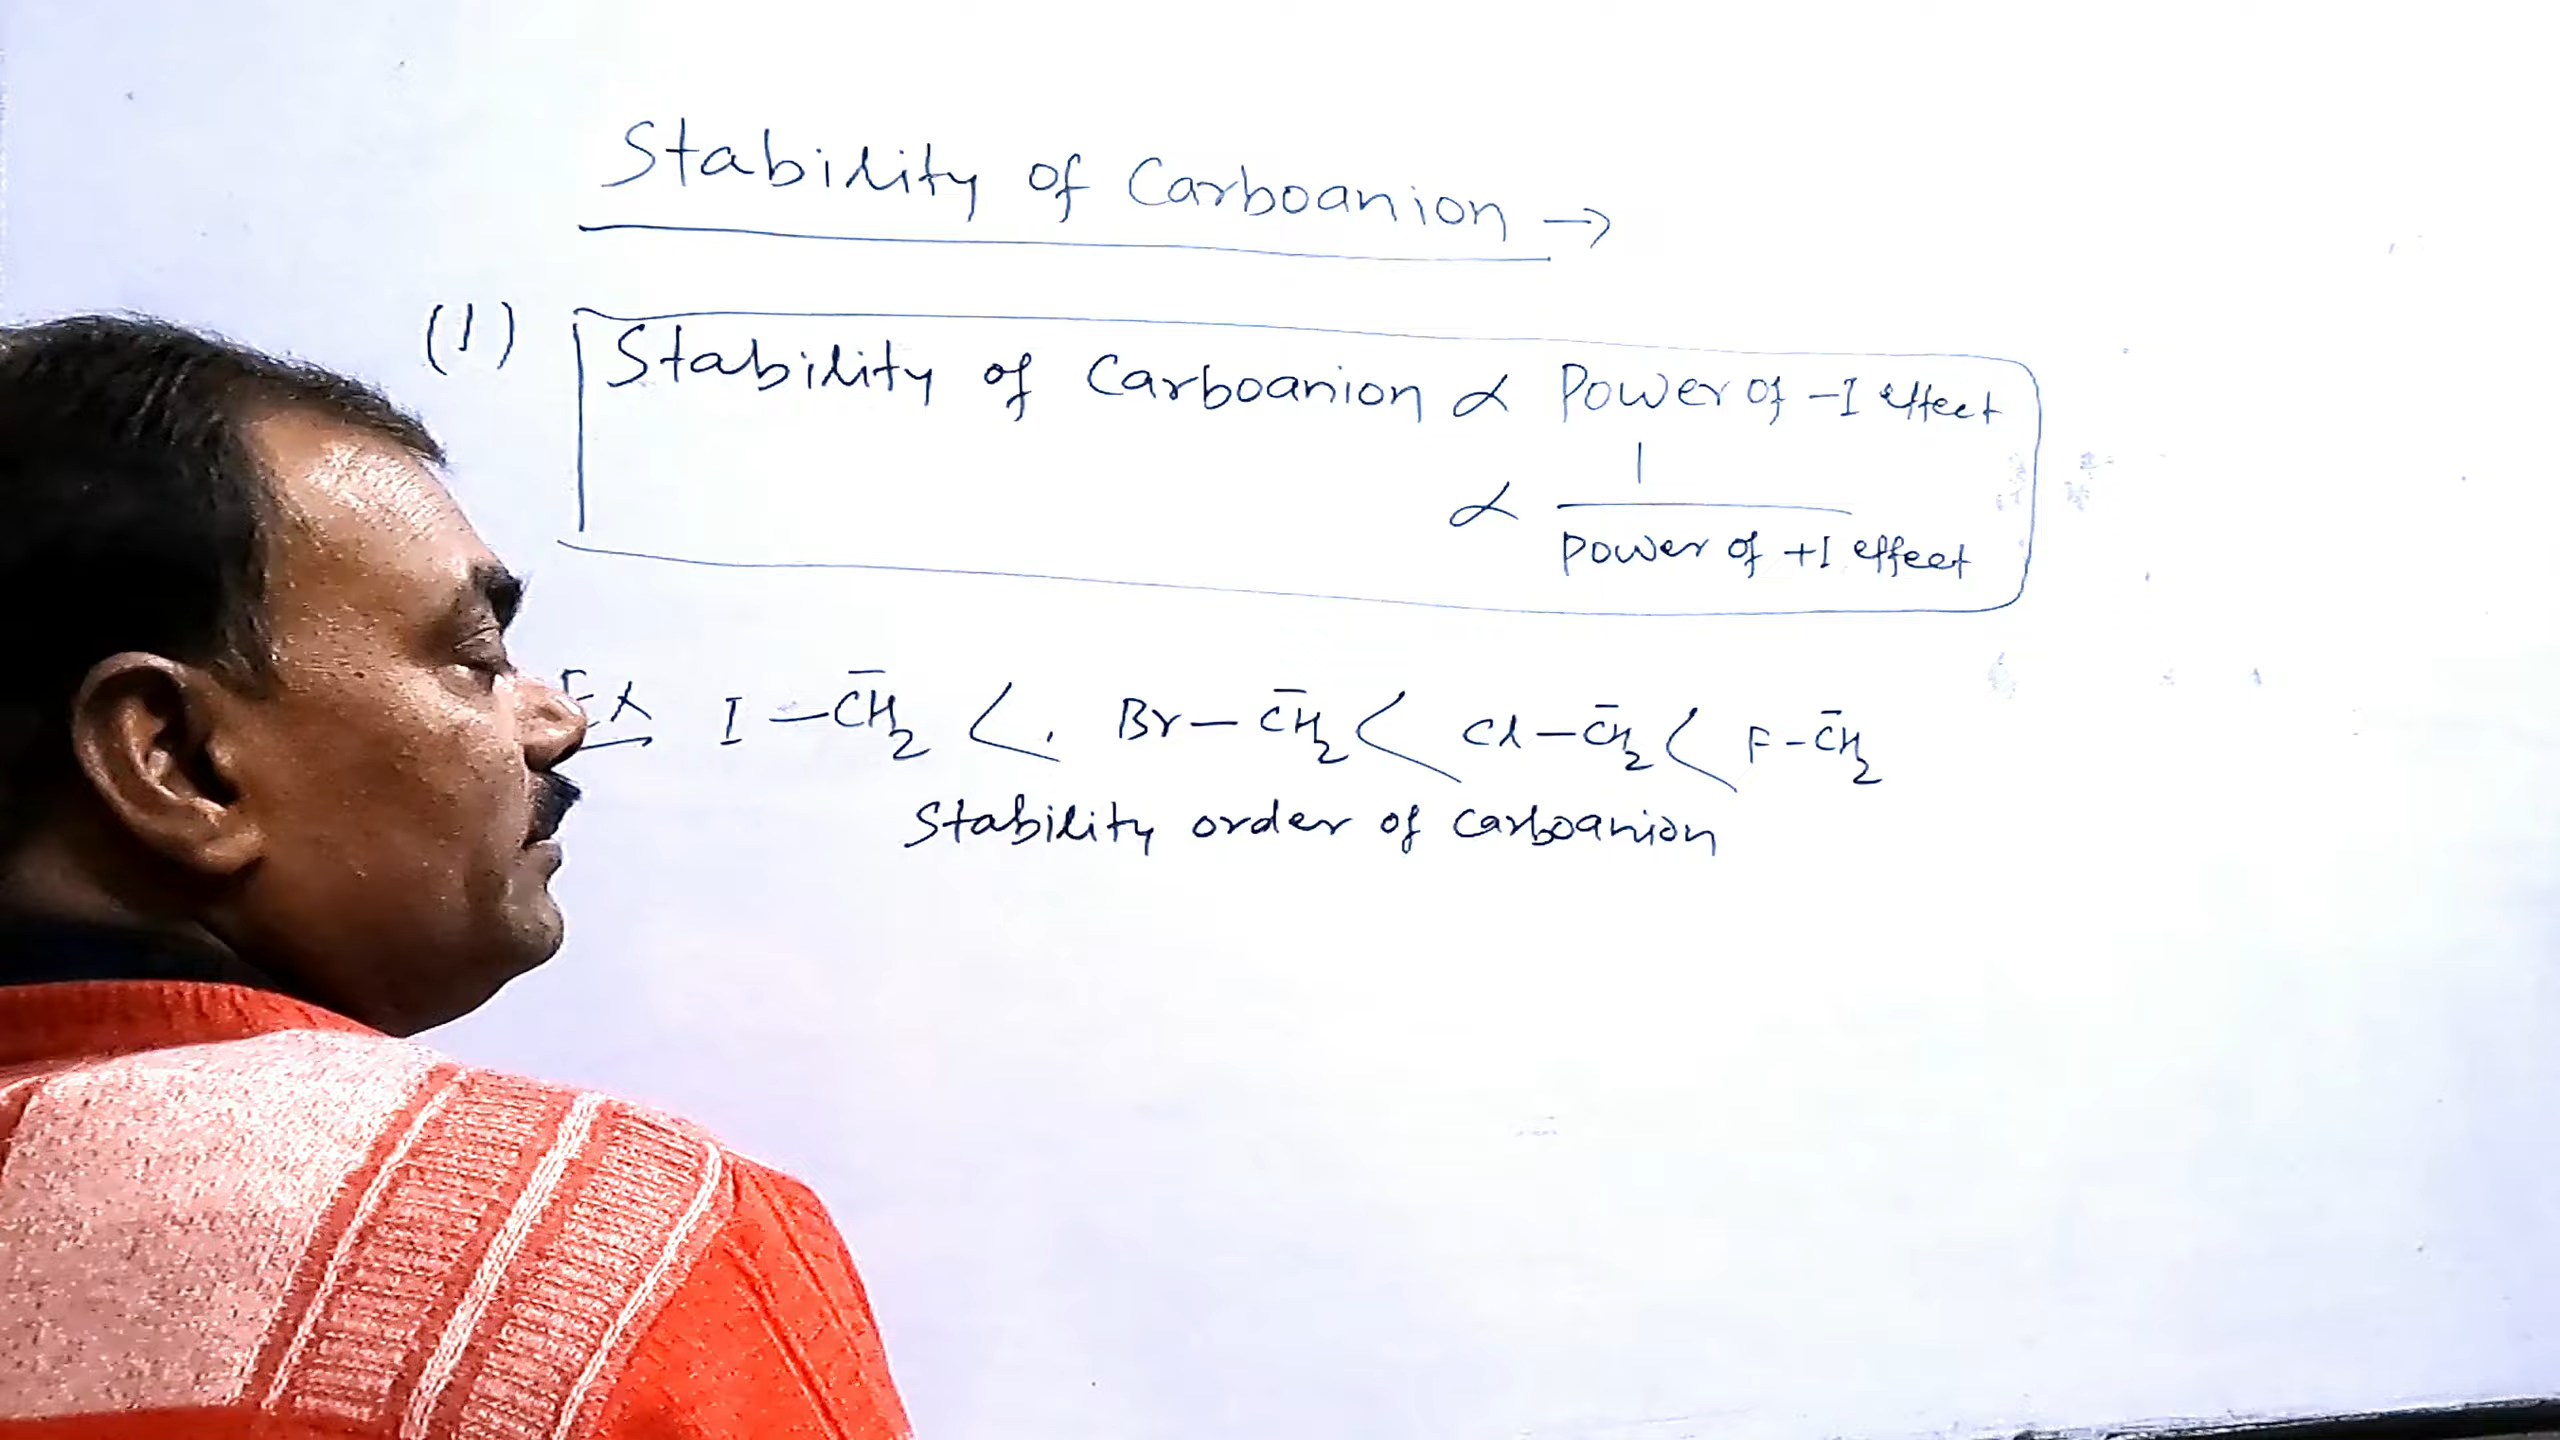 Stability of Carboanion →
(1) Stability of Carboanion ∝ Power of -I effect
∝ 1 / Power of +I effect
Ex I - C̄H₂ < Br - C̄H₂ < Cl - C̄H₂ < F - C̄H₂
Stability order of Carboanion